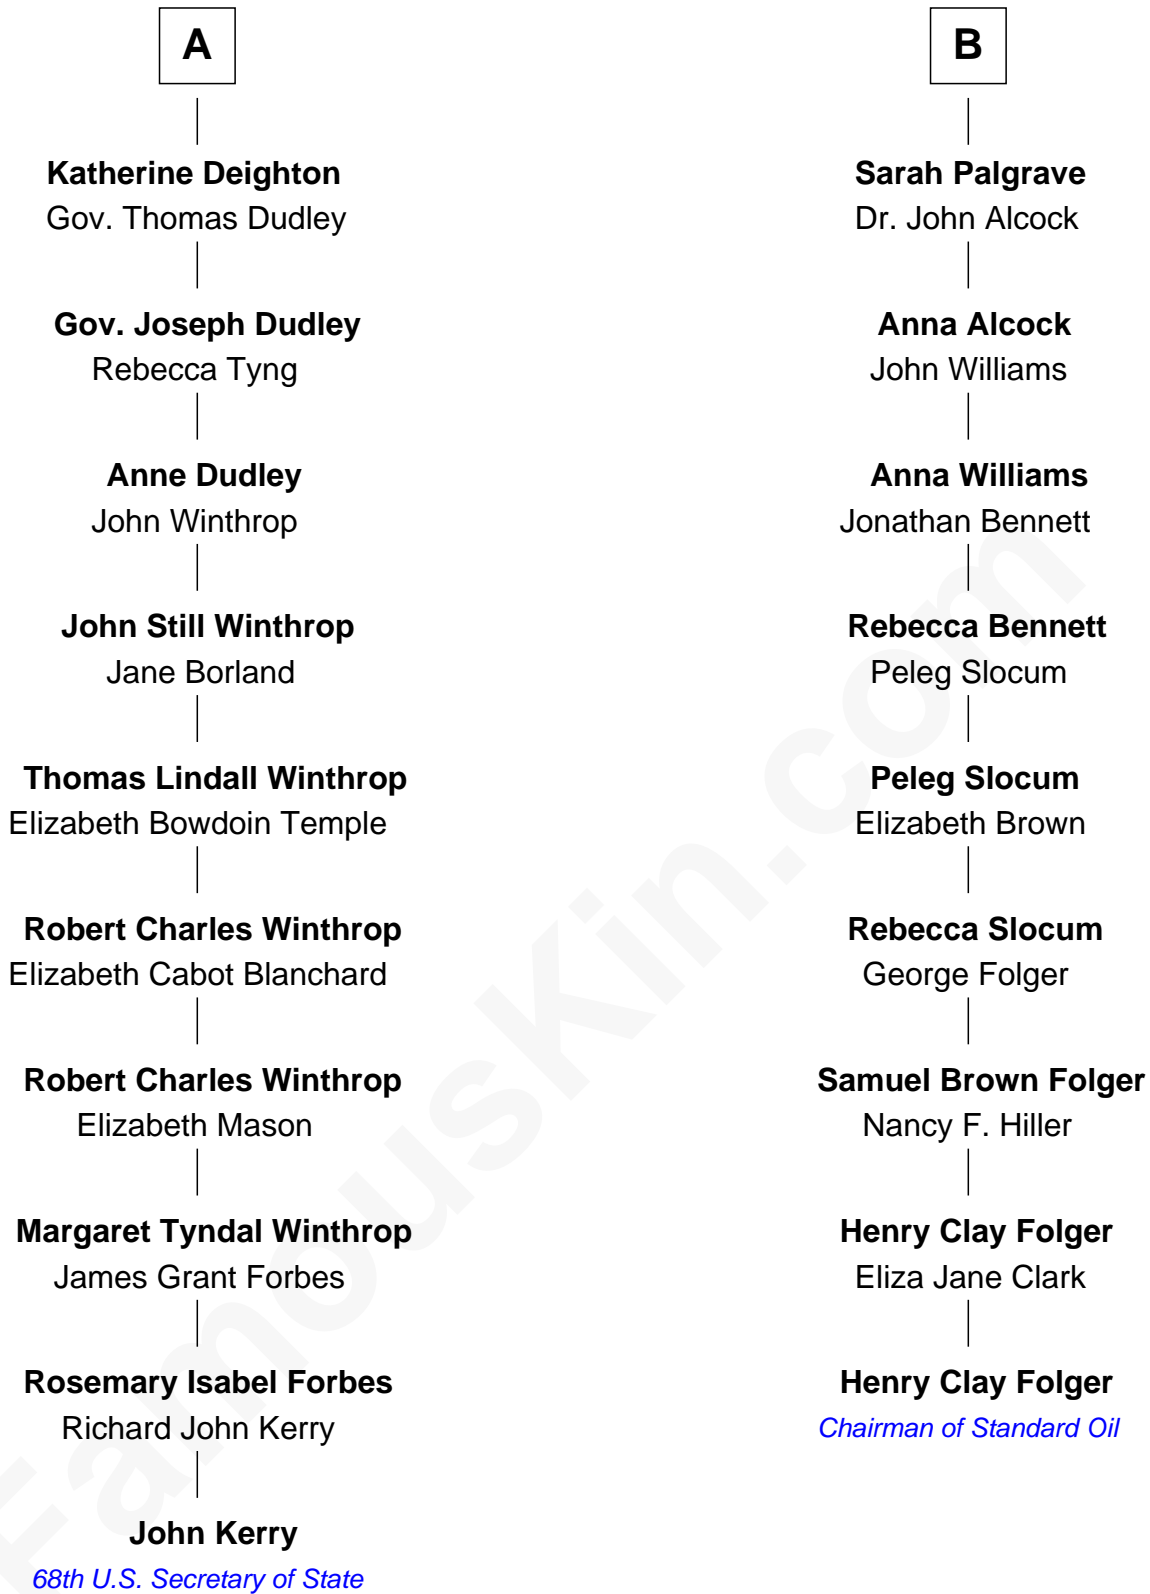 A
Katherine Deighton
Gov. Thomas Dudley
Gov. Joseph Dudley
Rebecca Tyng
Anne Dudley
John Winthrop
John Still Winthrop
Jane Borland
Thomas Lindall Winthrop
Elizabeth Bowdoin Temple
Robert Charles Winthrop
Elizabeth Cabot Blanchard
Robert Charles Winthrop
Elizabeth Mason
Margaret Tyndal Winthrop
James Grant Forbes
Rosemary Isabel Forbes
Richard John Kerry
John Kerry
68th U.S. Secretary of State
B
Sarah Palgrave
Dr. John Alcock
Anna Alcock
John Williams
Anna Williams
Jonathan Bennett
Rebecca Bennett
Peleg Slocum
Peleg Slocum
Elizabeth Brown
Rebecca Slocum
George Folger
Samuel Brown Folger
Nancy F. Hiller
Henry Clay Folger
Eliza Jane Clark
Henry Clay Folger
Chairman of Standard Oil
FamousKin.com